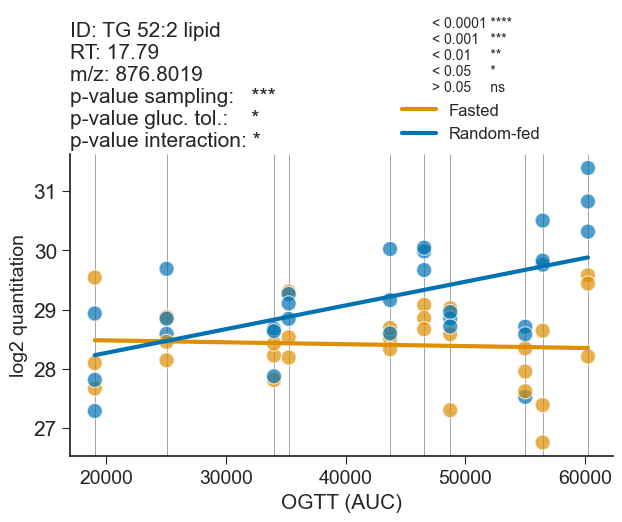 ID: TG 52:2 lipid
RT: 17.79
m/z: 876.8019
p-value sampling: ***
p-value gluc. tol.: *
p-value interaction: *
< 0.0001 ****
< 0.001 ***
< 0.01 **
< 0.05 *
> 0.05 ns
Fasted
Random-fed
31
30
29
28
27
log2 quantitation
20000 30000 40000 50000 60000
OGTT (AUC)